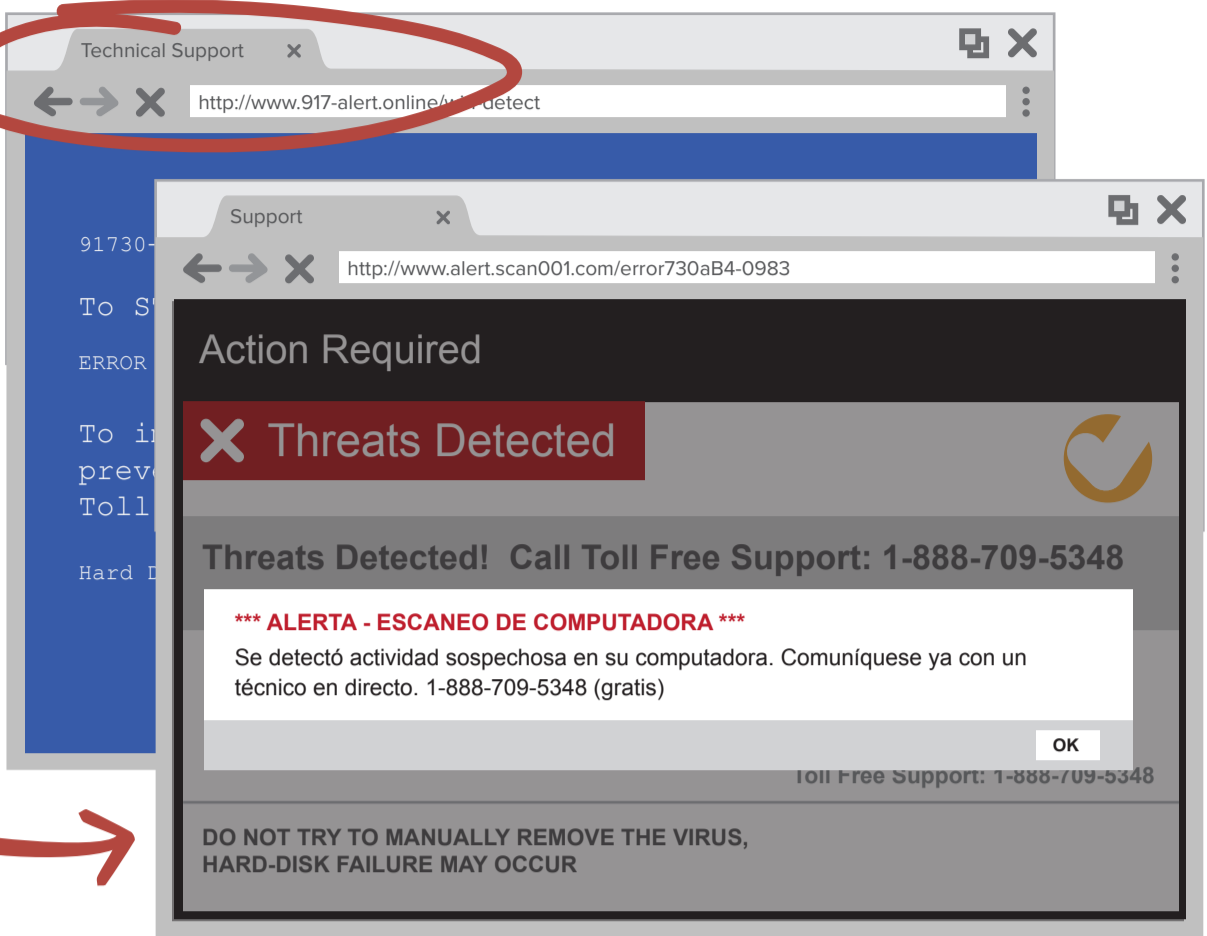 Technical Support
http://www.917-alert.online/
detect
91730-
To
ERROR
To
Toll
Hard
Support
http://www.alert.scan001.com/error730aB4-0983
Action Required
Threats Detected
Threats Detected! Call Toll Free Support: 1-888-709-5348
*** ALERTA - ESCANEO DE COMPUTADORA ***
Se detectó actividad sospechosa en su computadora. Comuníquese ya con un
técnico en directo. 1-888-709-5348 (gratis)
OK
Toll Free Support: 1-888-709-5348
DO NOT TRY TO MANUALLY REMOVE THE VIRUS,
HARD-DISK FAILURE MAY OCCUR